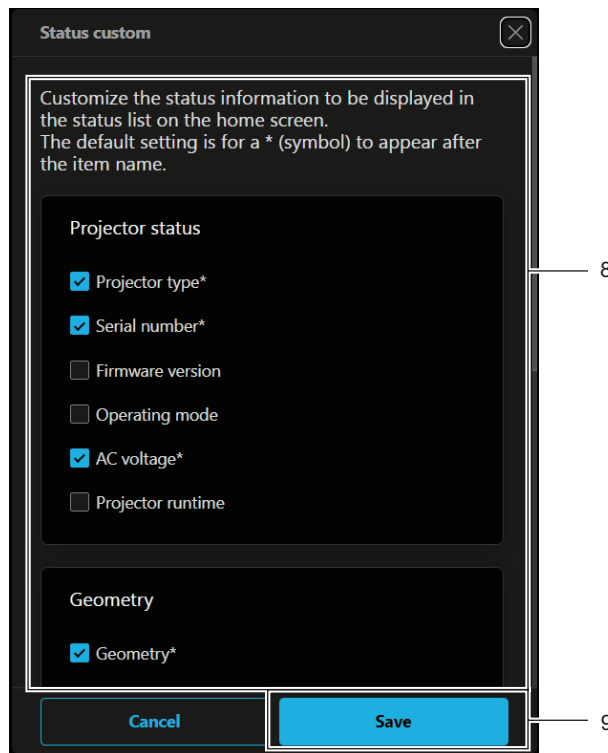 Status custom
Customize the status information to be displayed in
the status list on the home screen.
The default setting is for a * (symbol) to appear after
the item name.
Projector status
Projector type*
Serial number*
Firmware version
Operating mode
AC voltage*
Projector runtime
8
Geometry
Geometry*
Cancel
Save
9